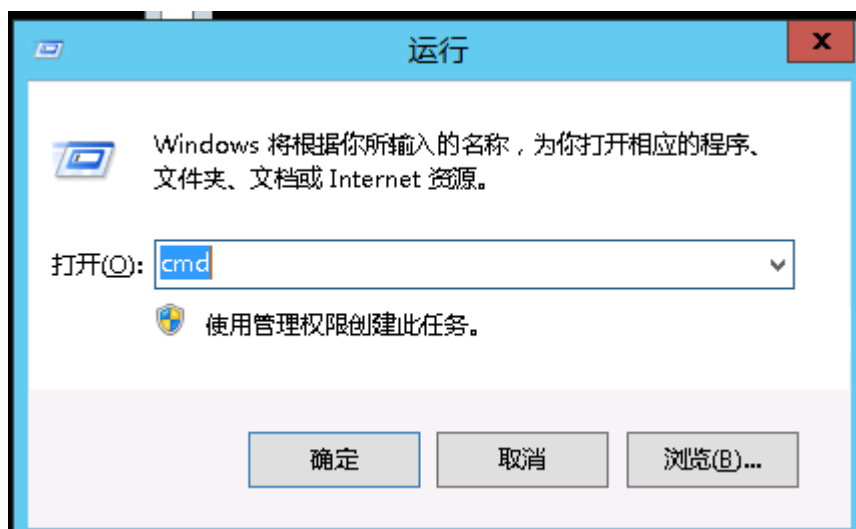 运行
x
Windows 将根据你所输入的名称，为你打开相应的程序、
文件夹、文档或 Internet 资源。
打开(O): cmd
使用管理权限创建此任务。
确定 取消 浏览(B)...